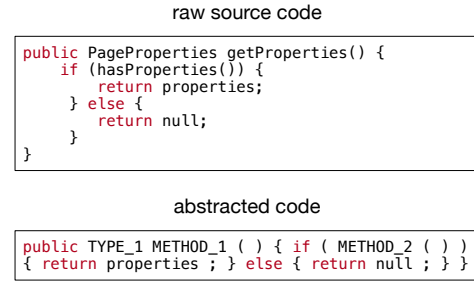 raw source code
public PageProperties getProperties() {
    if (hasProperties()) {
        return properties;
     } else {
        return null;
     }
}
abstracted code
public TYPE_1 METHOD_1 ( ) { if ( METHOD_2 ( ) )
{ return properties ; } else { return null ; } }